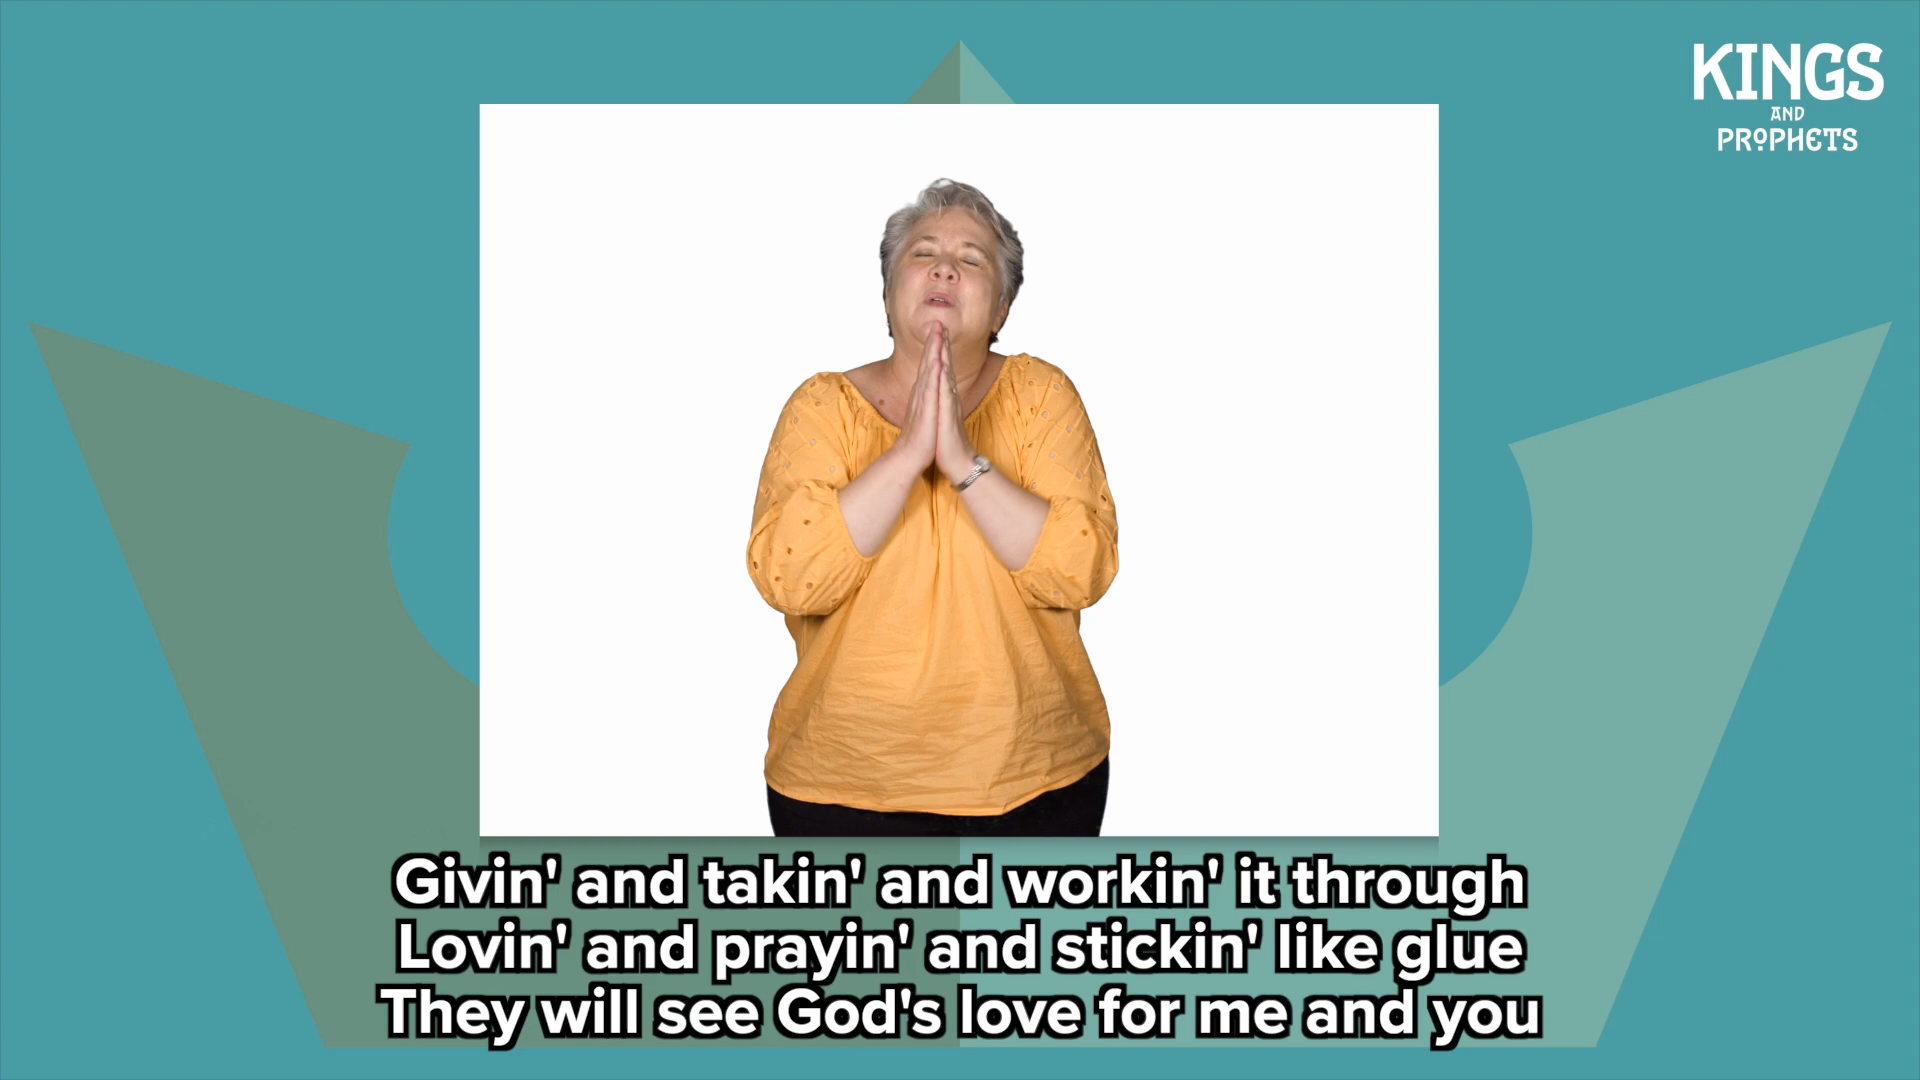 KINGS
AND
PROPHETS
Givin' and takin' and workin' it through
Lovin' and prayin' and stickin' like glue
They will see God's love for me and you